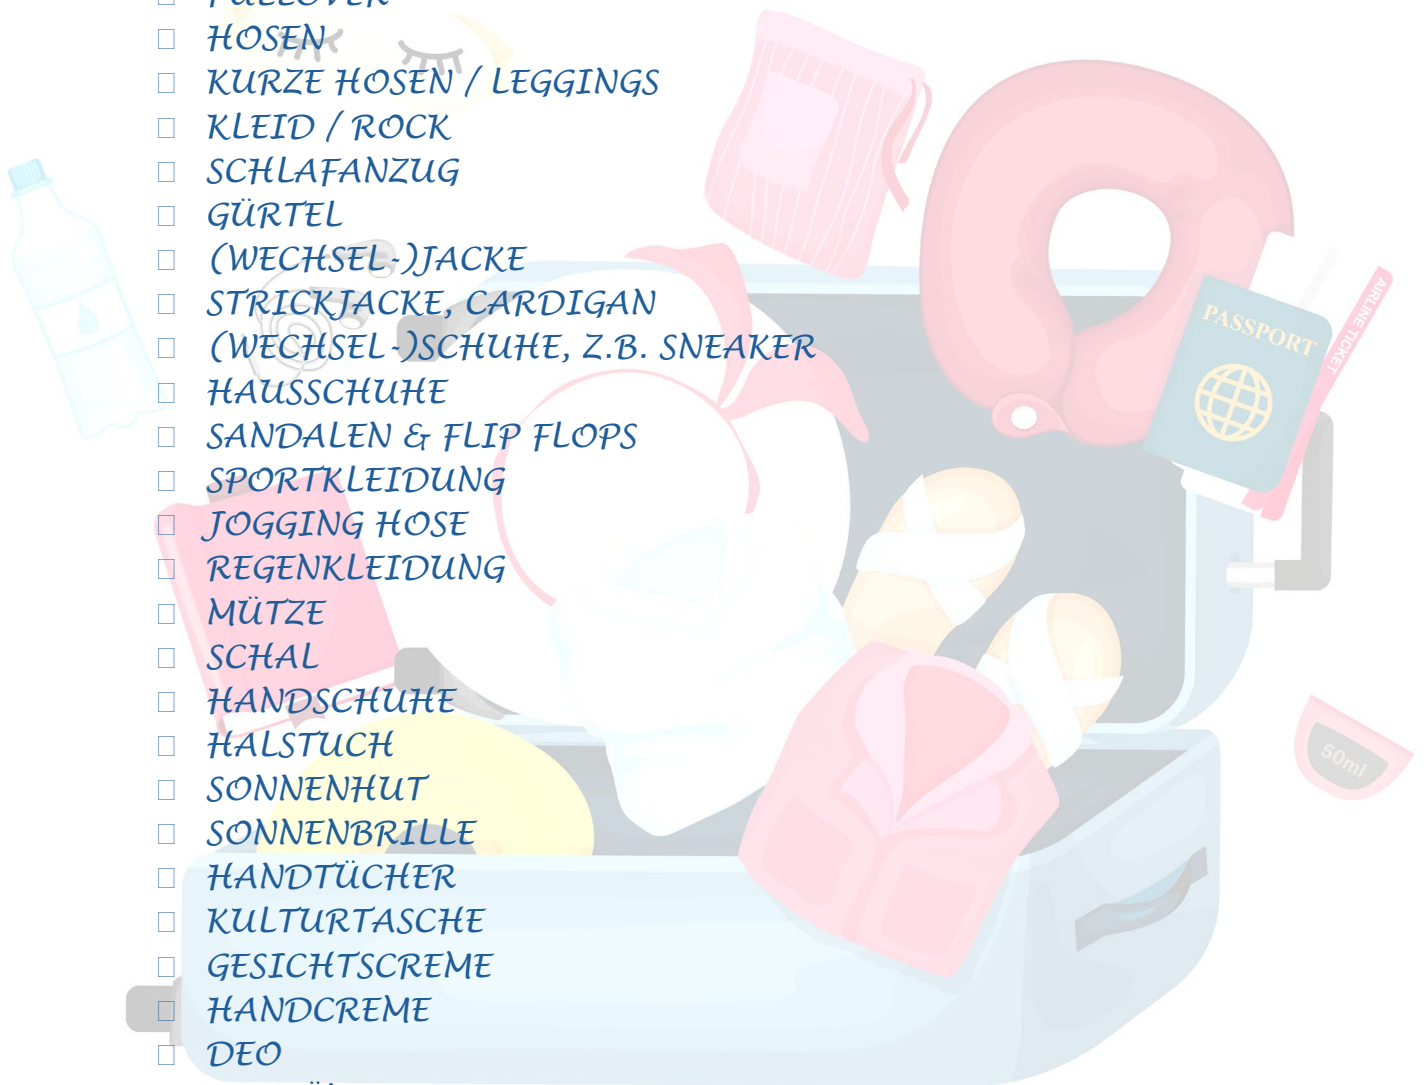 PULLOVER
HOSEN
KURZE HOSEN / LEGGINGS
KLEID / ROCK
SCHLAFANZUG
GÜRTEL
(WECHSEL-)JACKE
STRICKJACKE, CARDIGAN
(WECHSEL-)SCHUHE, Z.B. SNEAKER
HAUSSCHUHE
SANDALEN & FLIP FLOPS
SPORTKLEIDUNG
JOGGING HOSE
REGENKLEIDUNG
MÜTZE
SCHAL
HANDSCHUHE
HALSTUCH
SONNENHUT
SONNENBRILLE
HANDTÜCHER
KULTURTASCHE
GESICHTSCREME
HANDCREME
DEO
PASSPORT
AIRLINE TICKET
50ml